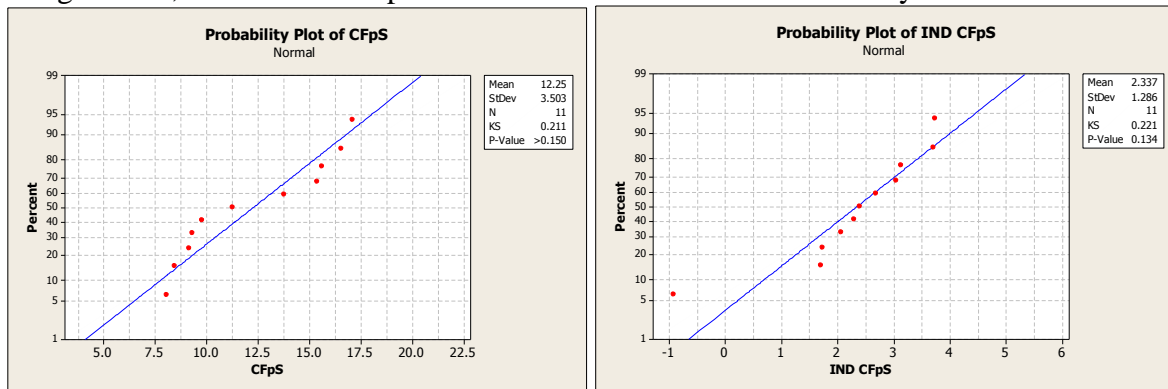 Probability Plot of CFpS
Normal
99
95
90
80
70
60
50
40
30
20
10
5
1
Percent
5.0 7.5 10.0 12.5 15.0 17.5 20.0 22.5
CFpS
Mean 12.25
StDev 3.503
N 11
KS 0.211
P-Value >0.150
Probability Plot of IND CFpS
Normal
99
95
90
80
70
60
50
40
30
20
10
5
1
Percent
-1 0 1 2 3 4 5 6
IND CFpS
Mean 2.337
StDev 1.286
N 11
KS 0.221
P-Value 0.134